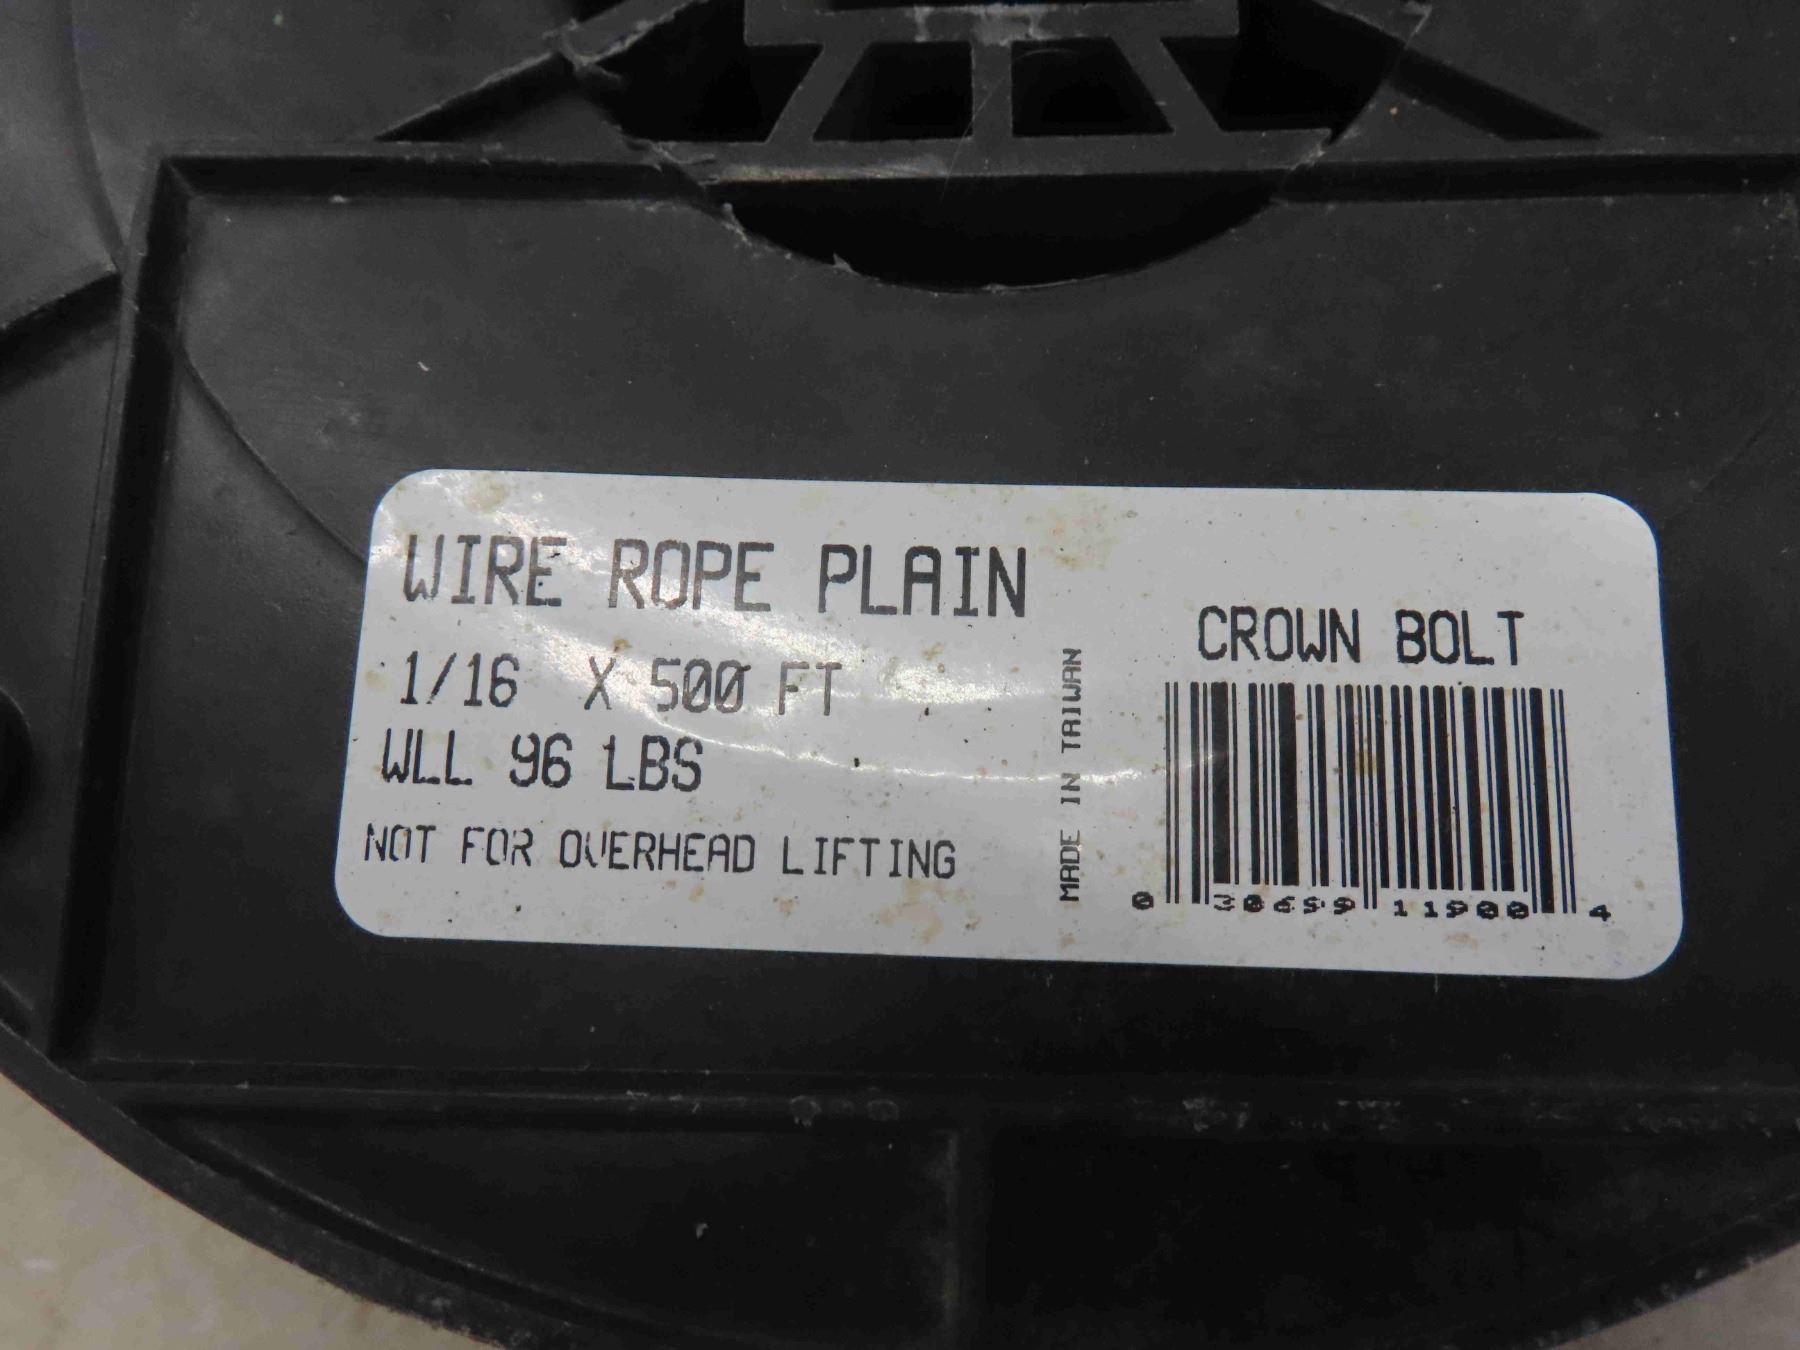 WIRE ROPE PLAIN
1/16 X 500 FT
WLL 96 LBS
NOT FOR OVERHEAD LIFTING
MADE IN TAIWAN
CROWN BOLT
0 30699 11900 4